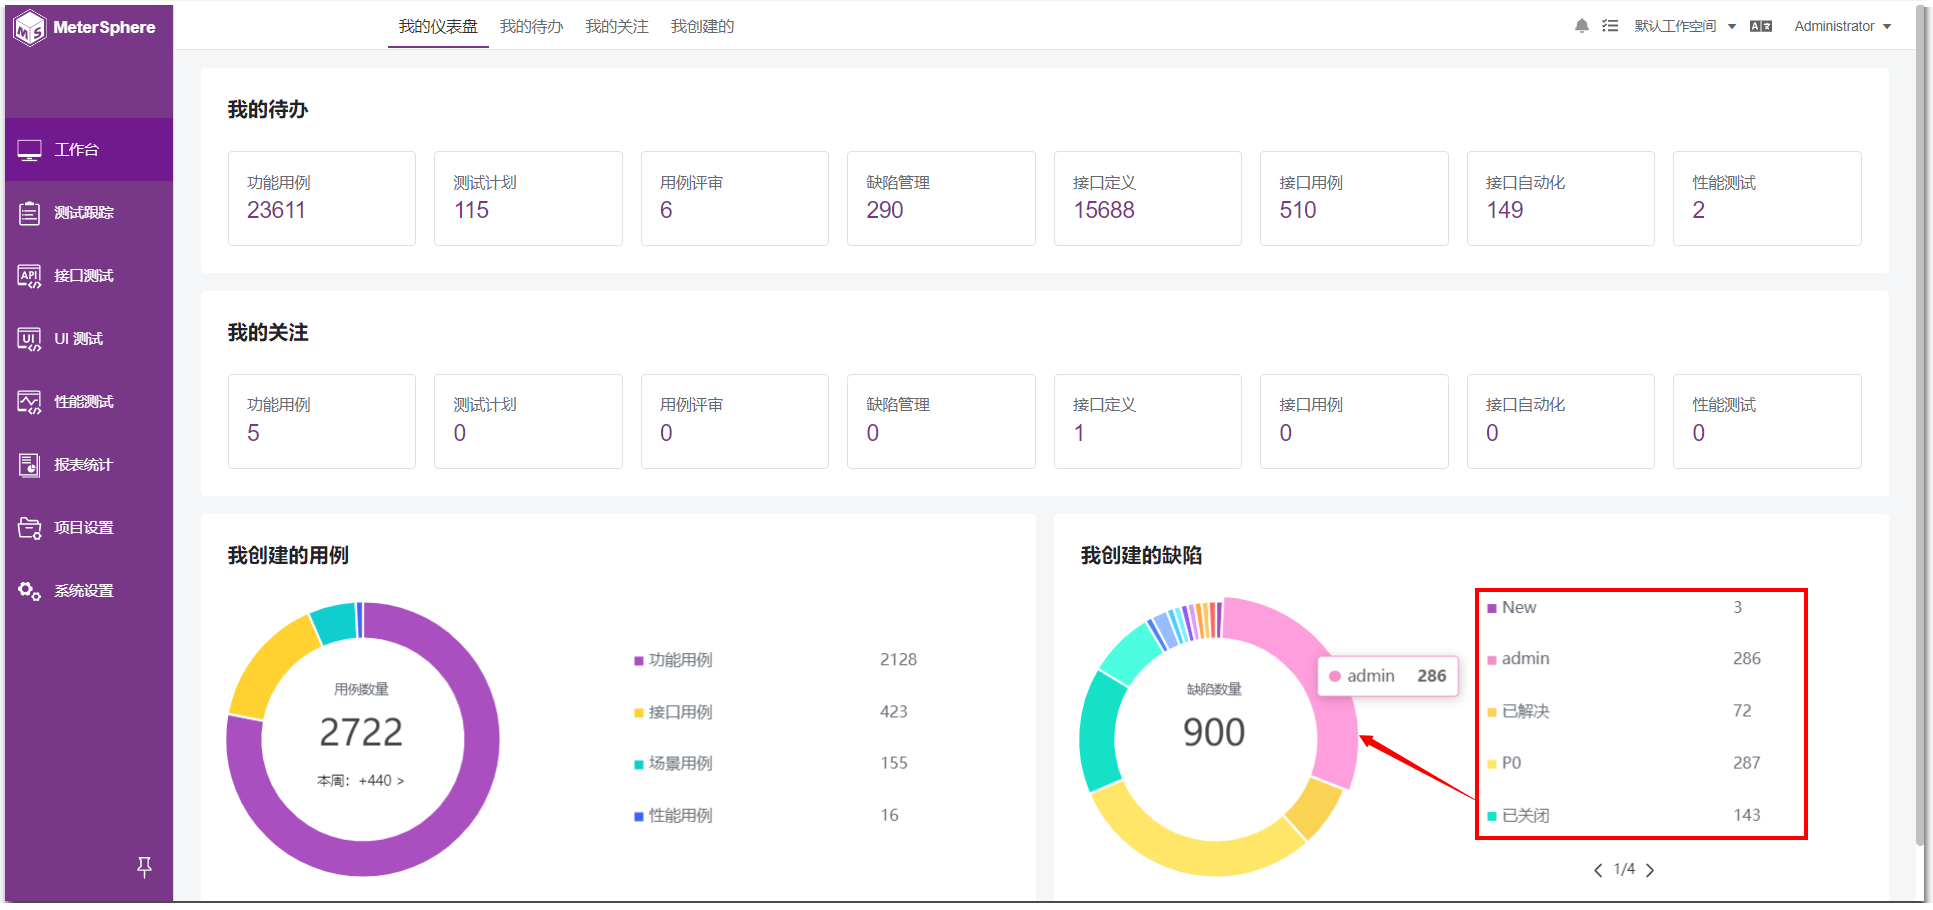 MeterSphere
我的仪表盘 我的待办 我的关注 我创建的
默认工作空间 Administrator
工作台
测试跟踪
API 接口测试
UI UI 测试
性能测试
报表统计
项目设置
系统设置
我的待办
功能用例 测试计划 用例评审 缺陷管理 接口定义 接口用例 接口自动化 性能测试
23611 115 6 290 15688 510 149 2
我的关注
功能用例 测试计划 用例评审 缺陷管理 接口定义 接口用例 接口自动化 性能测试
5 0 0 0 1 0 0 0
我创建的用例
用例数量
2722
本周：+440 >
功能用例 2128
接口用例 423
场景用例 155
性能用例 16
我创建的缺陷
缺陷数量
900
admin 286
New 3
admin 286
已解决 72
P0 287
已关闭 143
< 1/4 >